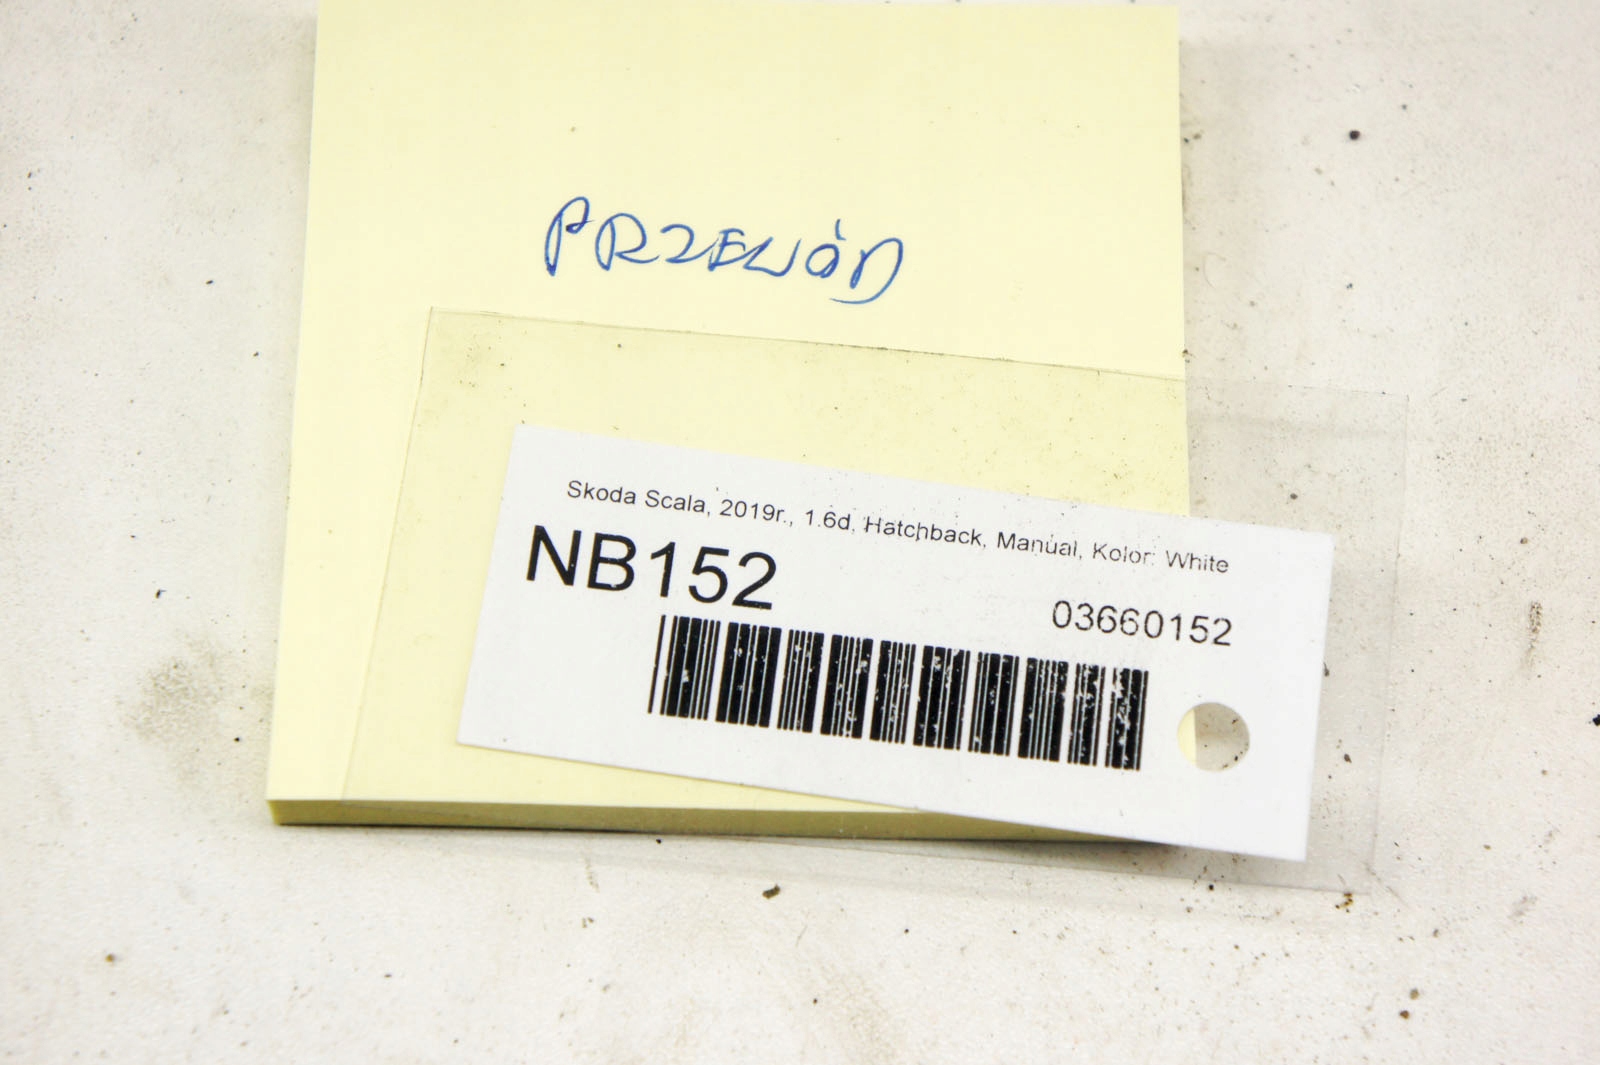 PRZEWÓD
Skoda Scala, 2019r., 1.6d, Hatchback, Manual, Kolor: White
NB152
03660152